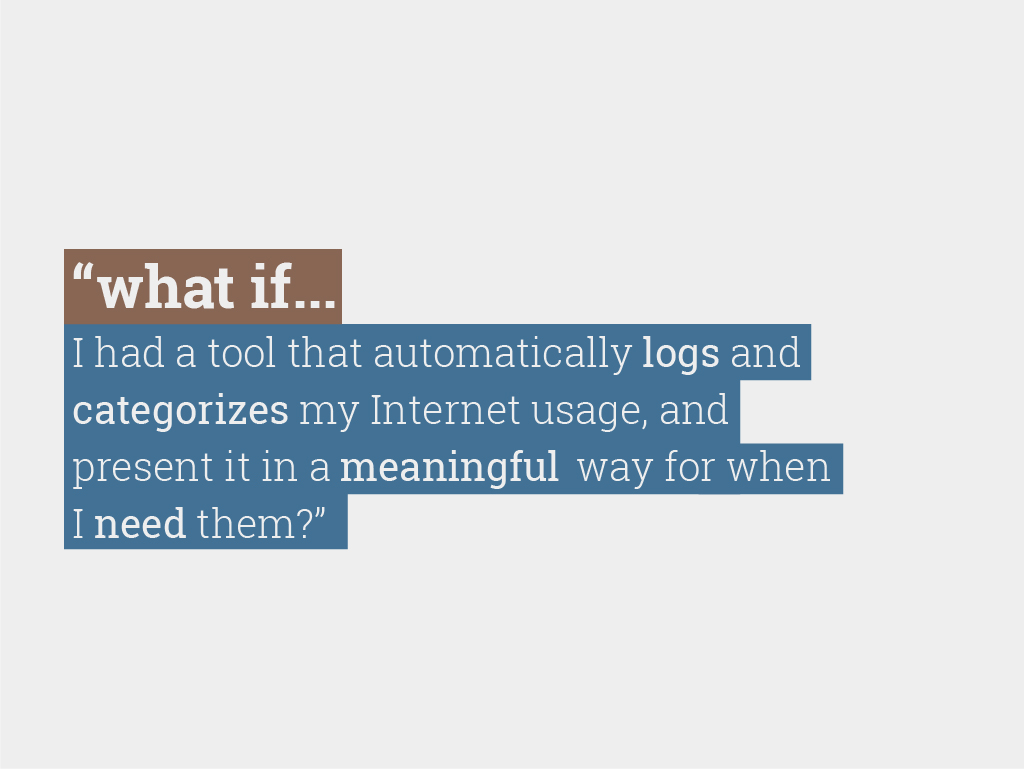 “what if...
I had a tool that automatically logs and
categorizes my Internet usage, and
present it in a meaningful way for when
I need them?”